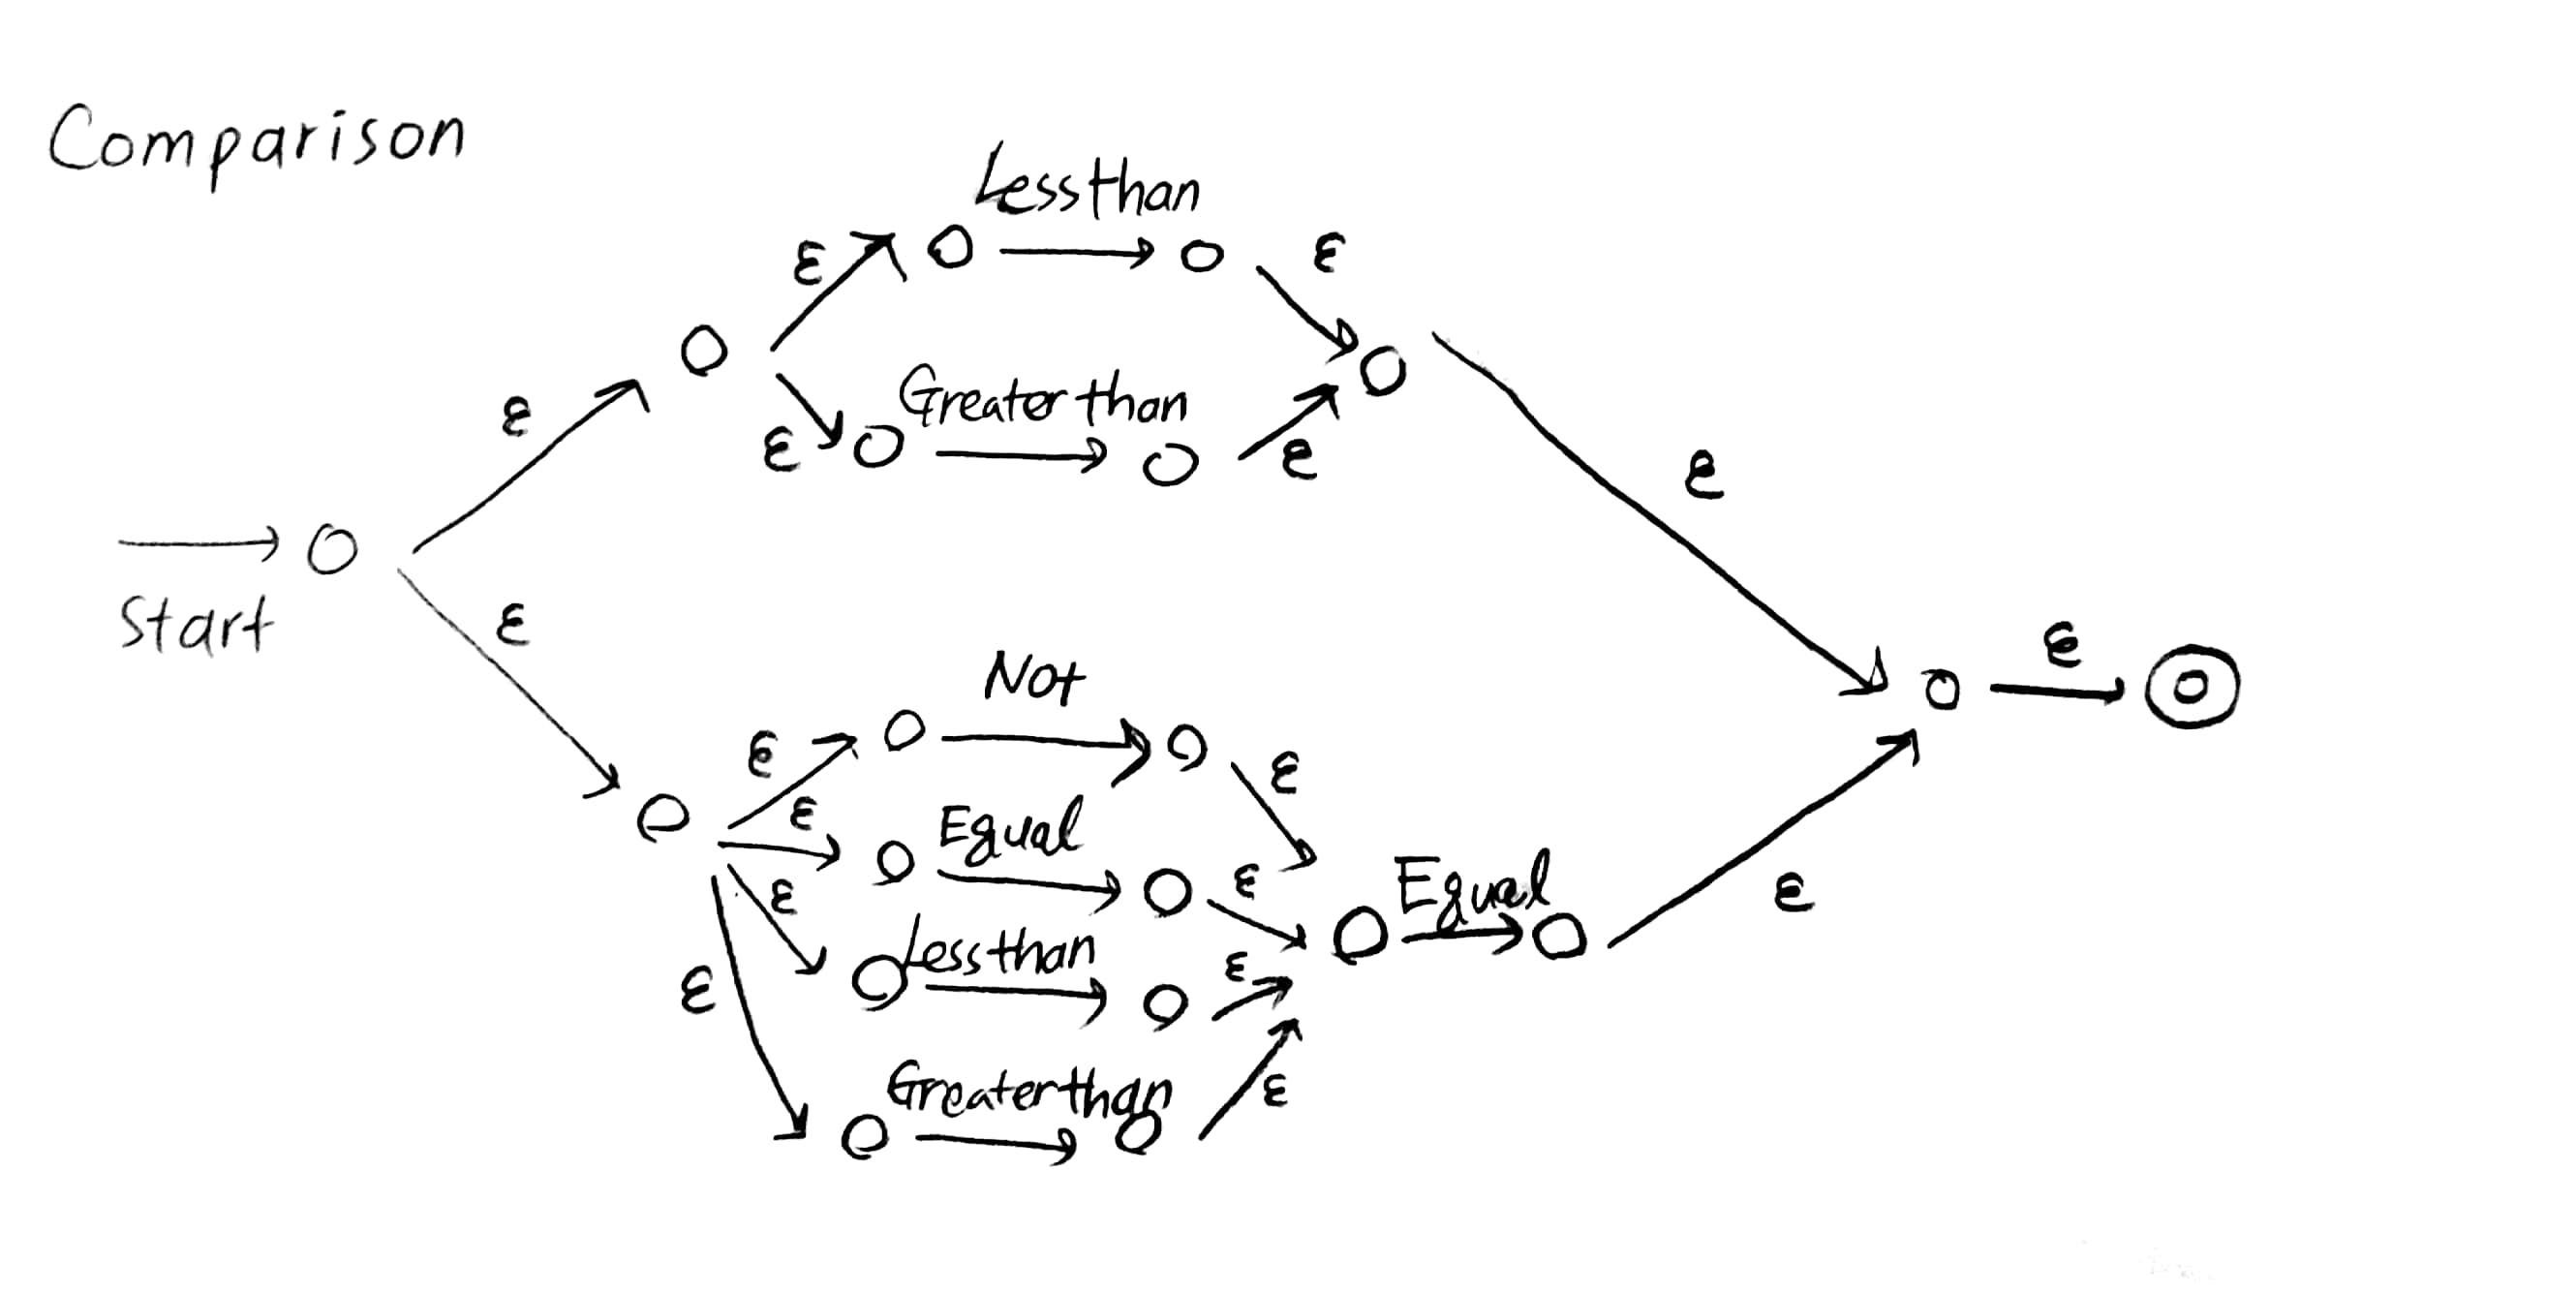 Comparison
Lessthan
ε
ε
ε
Greater than
ε
ε
ε
Start
ε
ε
Not
ε
ε
ε
Equal
ε
ε
Equal
ε
ε
Lessthan
ε
ε
Greaterthan
ε